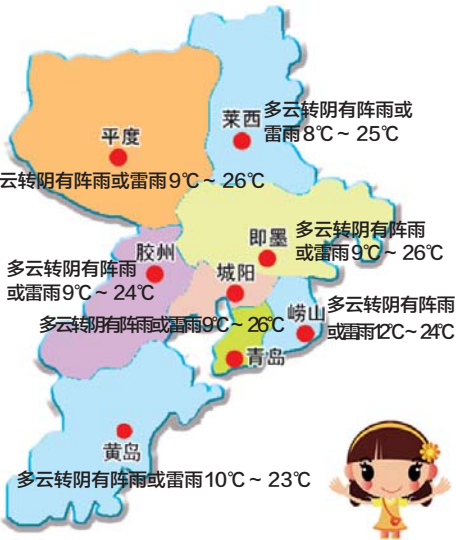 莱西
多云转阴有阵雨或
雷雨8℃~25℃
平度
云转阴有阵雨或雷雨9℃~26℃
即墨
多云转阴有阵雨
或雷雨9℃~26℃
胶州
多云转阴有阵雨
或雷雨9℃~24℃
城阳
多云转阴有阵雨或雷雨9℃~26℃
崂山
多云转阴有阵雨
或雷雨12℃~24℃
青岛
黄岛
多云转阴有阵雨或雷雨10℃~23℃